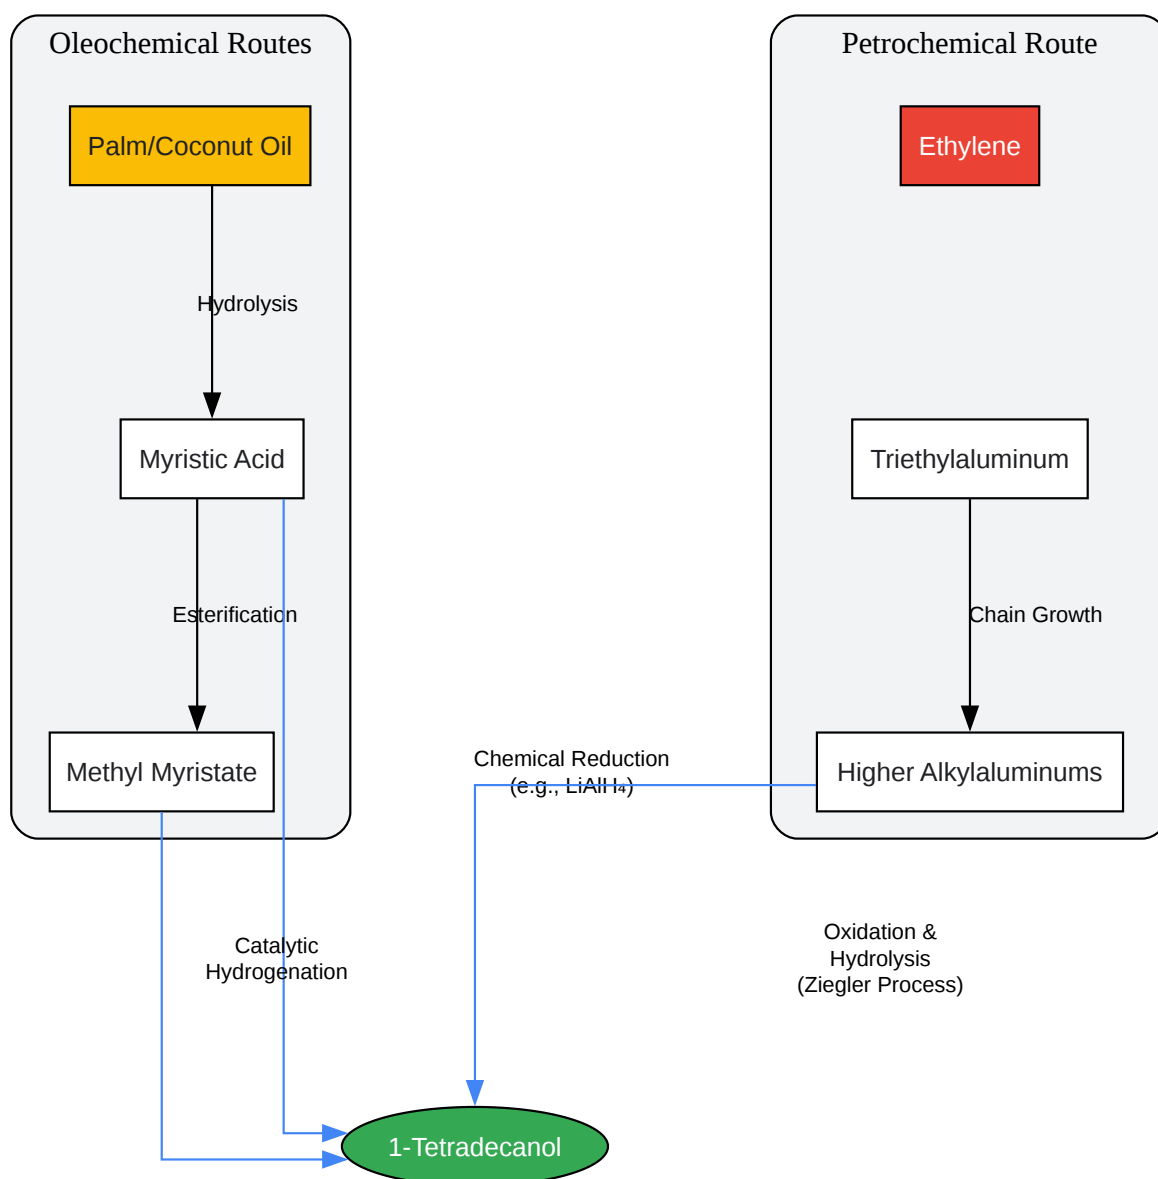 Oleochemical Routes
Petrochemical Route
Palm/Coconut Oil
Ethylene
Hydrolysis
Myristic Acid
Triethylaluminum
Esterification
Chain Growth
Methyl Myristate
Chemical Reduction
(e.g., LiAlH₄)
Higher Alkylaluminums
Catalytic
Hydrogenation
Oxidation &
Hydrolysis
(Ziegler Process)
1-Tetradecanol